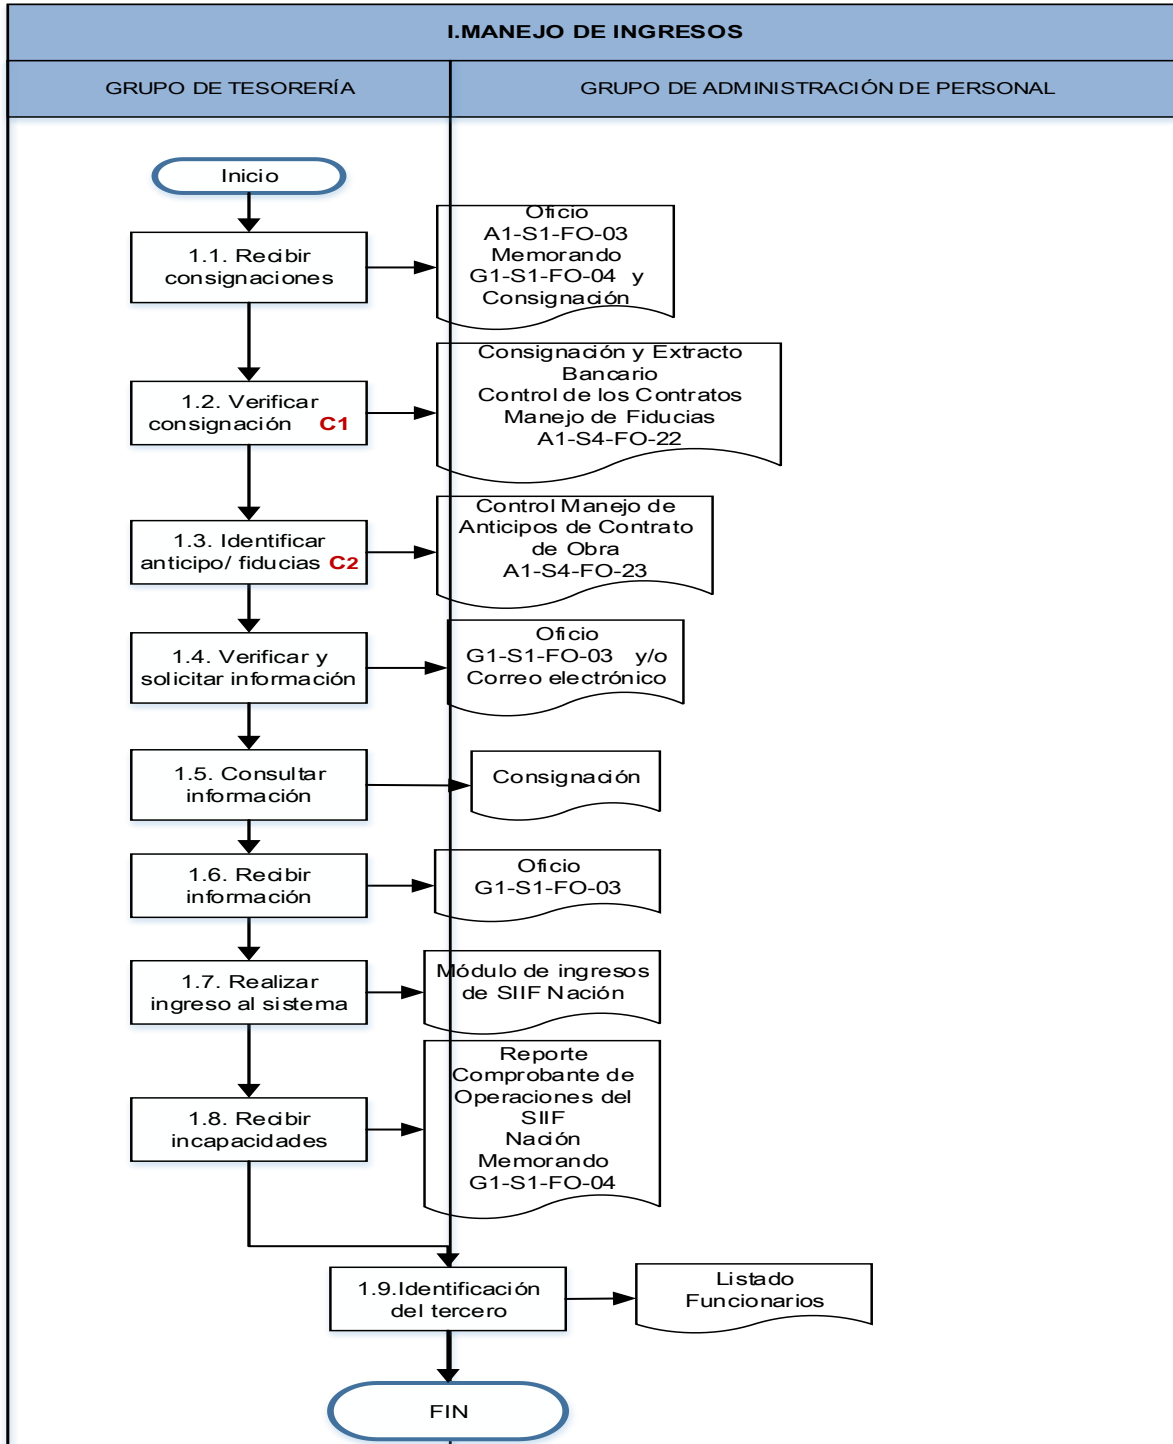 I.MANEJO DE INGRESOS
GRUPO DE TESORERÍA
GRUPO DE ADMINISTRACIÓN DE PERSONAL
Inicio
1.1. Recibir
consignaciones
Oficio
A1-S1-FO-03
Memorando
G1-S1-FO-04 y
Consignación
1.2. Verificar
consignación C1
Consignación y Extracto
Bancario
Control de los Contratos
Manejo de Fiducias
A1-S4-FO-22
1.3. Identificar
anticipo/ fiducias C2
Control Manejo de
Anticipos de Contrato
de Obra
A1-S4-FO-23
1.4. Verificar y
solicitar información
Oficio
G1-S1-FO-03 y/o
Correo electrónico
1.5. Consultar
información
Consignación
1.6. Recibir
información
Oficio
G1-S1-FO-03
1.7. Realizar
ingreso al sistema
Módulo de ingresos
de SIIF Nación
1.8. Recibir
incapacidades
Reporte
Comprobante de
Operaciones del
SIIF
Nación
Memorando
G1-S1-FO-04
1.9.Identificación
del tercero
Listado
Funcionarios
FIN